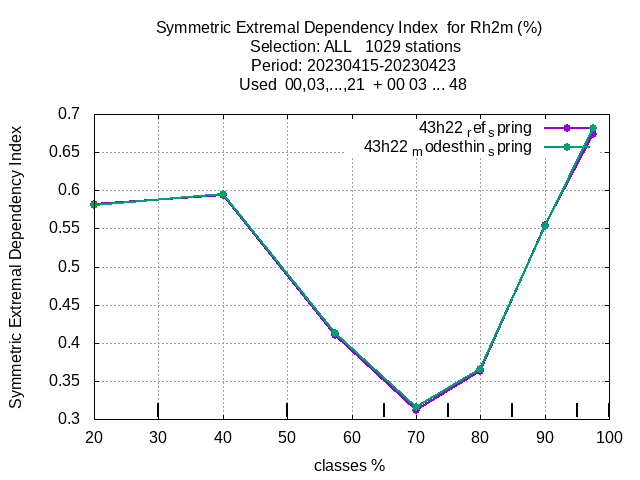 Symmetric Extremal Dependency Index  for Rh2m (%)
Selection: ALL   1029 stations
Period: 20230415-20230423
Used  00,03,...,21  + 00 03 ... 48
43h22 ref spring
43h22 modesthin spring
Symmetric Extremal Dependency Index
0.7
0.65
0.6
0.55
0.5
0.45
0.4
0.35
0.3
20 30 40 50 60 70 80 90 100
classes %